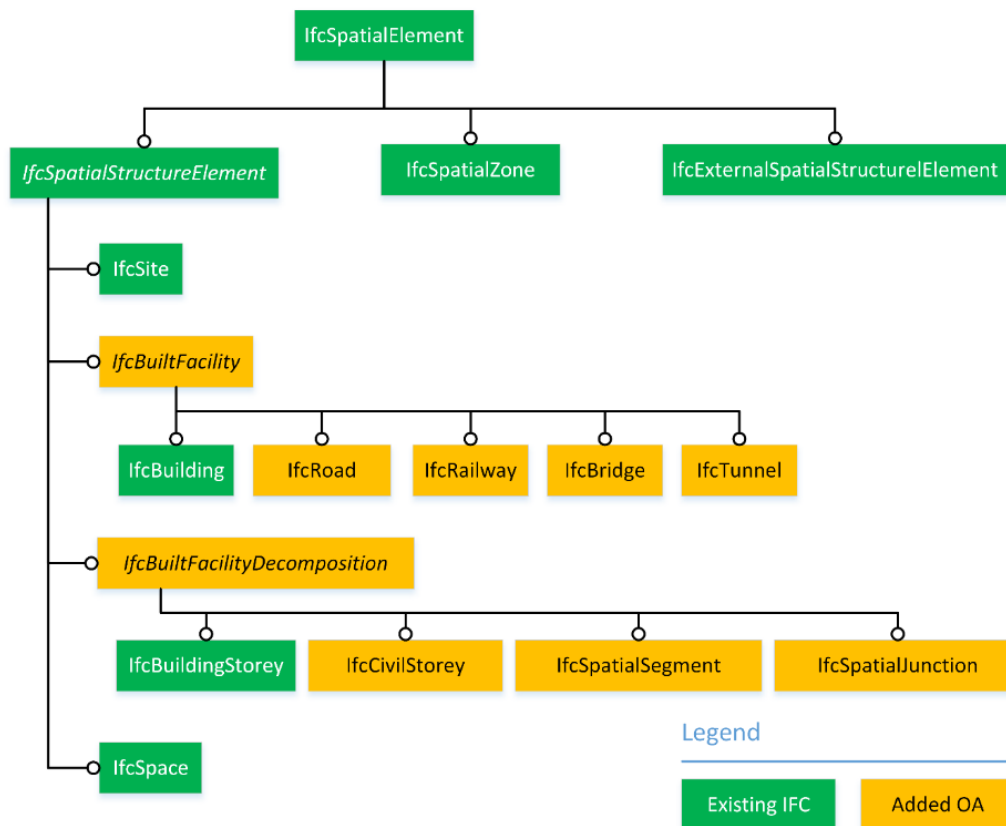 IfcSpatialElement
IfcSpatialStructureElement
IfcSpatialZone
IfcExternalSpatialStructurelElement
IfcSite
IfcBuiltFacility
IfcBuilding
IfcRoad
IfcRailway
IfcBridge
IfcTunnel
IfcBuiltFacilityDecomposition
IfcBuildingStorey
IfcCivilStorey
IfcSpatialSegment
IfcSpatialJunction
IfcSpace
Legend
Existing IFC
Added OA